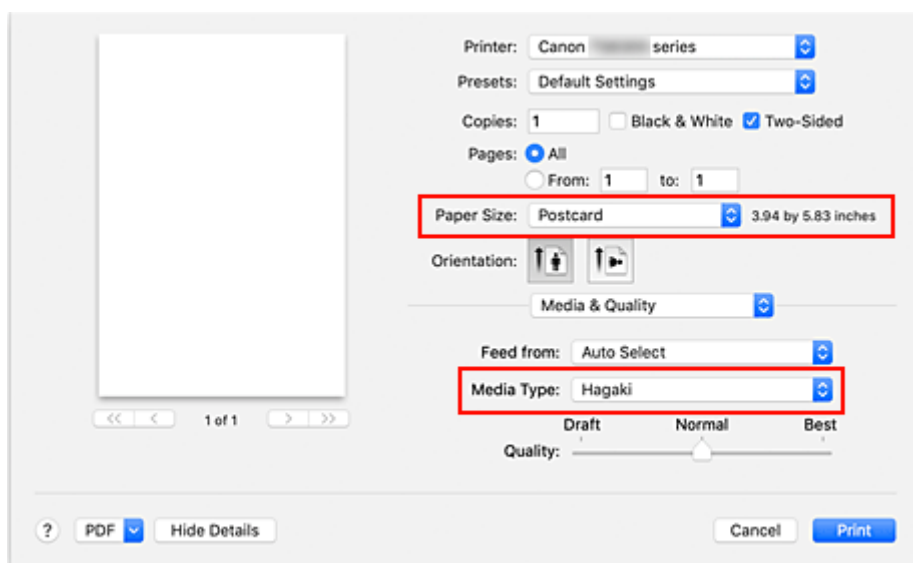 Printer: Canon series
Presets: Default Settings
Copies: 1 Black & White Two-Sided
Pages: All
From: 1 to: 1
Paper Size: Postcard 3.94 by 5.83 inches
Orientation:
Media & Quality
Feed from: Auto Select
Media Type: Hagaki
<< < 1 of 1 > >>
Draft Normal Best
Quality:
? PDF Hide Details Cancel Print